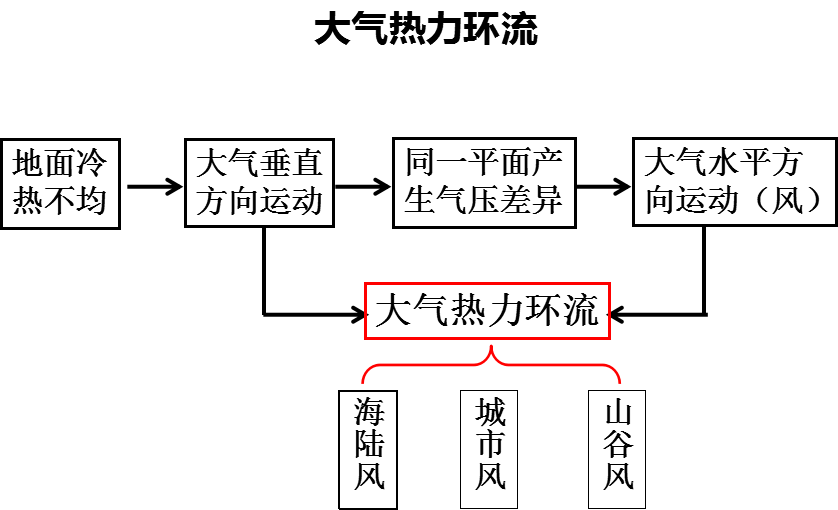 大气热力环流
地面冷
热不均
大气垂直
方向运动
同一平面产
生气压差异
大气水平方
向运动（风）
大气热力环流
海陆风
城市风
山谷风